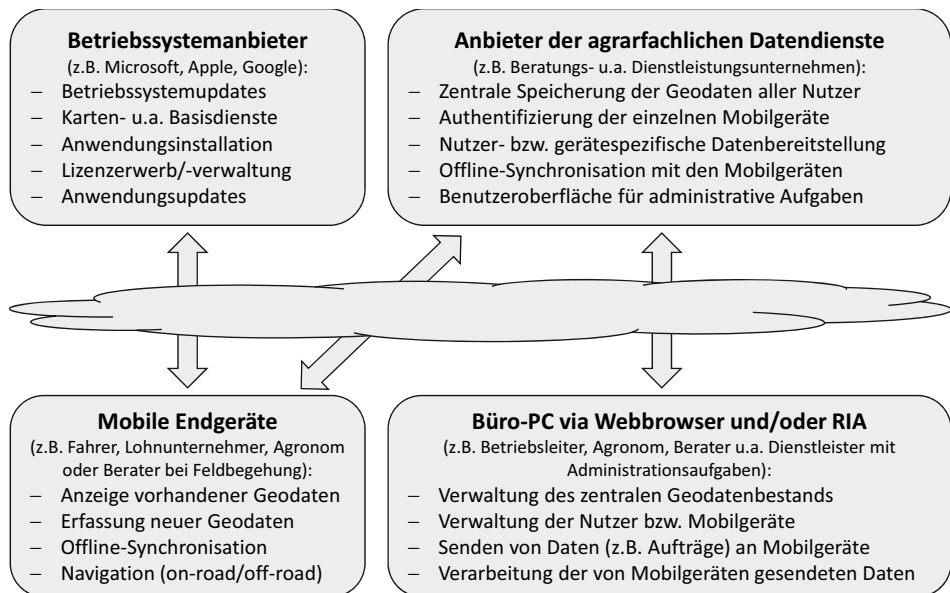 Betriebssystemanbieter
(z.B. Microsoft, Apple, Google):
– Betriebssystemupdates
– Karten- u.a. Basisdienste
– Anwendungsinstallation
– Lizenzerwerb/-verwaltung
– Anwendungsupdates
Anbieter der agrarfachlichen Datendienste
(z.B. Beratungs- u.a. Dienstleistungsunternehmen):
– Zentrale Speicherung der Geodaten aller Nutzer
– Authentifizierung der einzelnen Mobilgeräte
– Nutzer- bzw. gerätespezifische Datenbereitstellung
– Offline-Synchronisation mit den Mobilgeräten
– Benutzeroberfläche für administrative Aufgaben
Mobile Endgeräte
(z.B. Fahrer, Lohnunternehmer, Agronom
oder Berater bei Feldbegehung):
– Anzeige vorhandener Geodaten
– Erfassung neuer Geodaten
– Offline-Synchronisation
– Navigation (on-road/off-road)
Büro-PC via Webbrowser und/oder RIA
(z.B. Betriebsleiter, Agronom, Berater u.a. Dienstleister mit
Administrationsaufgaben):
– Verwaltung des zentralen Geodatenbestands
– Verwaltung der Nutzer bzw. Mobilgeräte
– Senden von Daten (z.B. Aufträge) an Mobilgeräte
– Verarbeitung der von Mobilgeräten gesendeten Daten